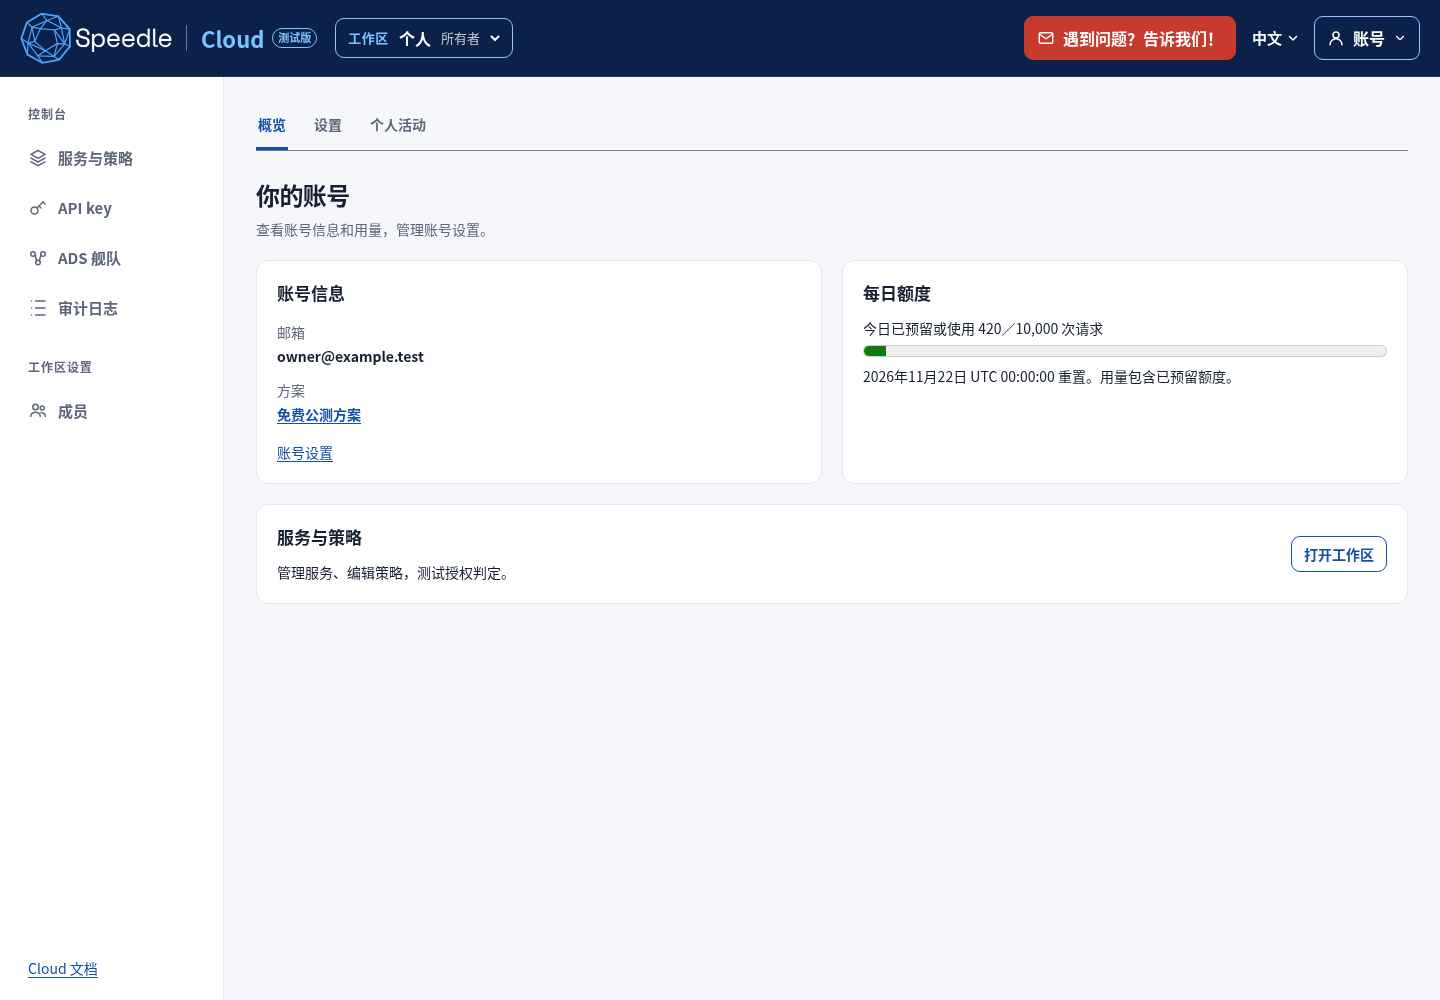 Speedle
Cloud 测试版
工作区 个人 所有者
遇到问题？告诉我们！
中文
账号
控制台
服务与策略
API key
ADS 舰队
审计日志
工作区设置
成员
Cloud 文档
概览 设置 个人活动
你的账号
查看账号信息和用量，管理账号设置。
账号信息
邮箱
owner@example.test
方案
免费公测方案
账号设置
每日额度
今日已预留或使用 420／10,000 次请求
2026年11月22日 UTC 00:00:00 重置。用量包含已预留额度。
服务与策略
管理服务、编辑策略，测试授权判定。
打开工作区